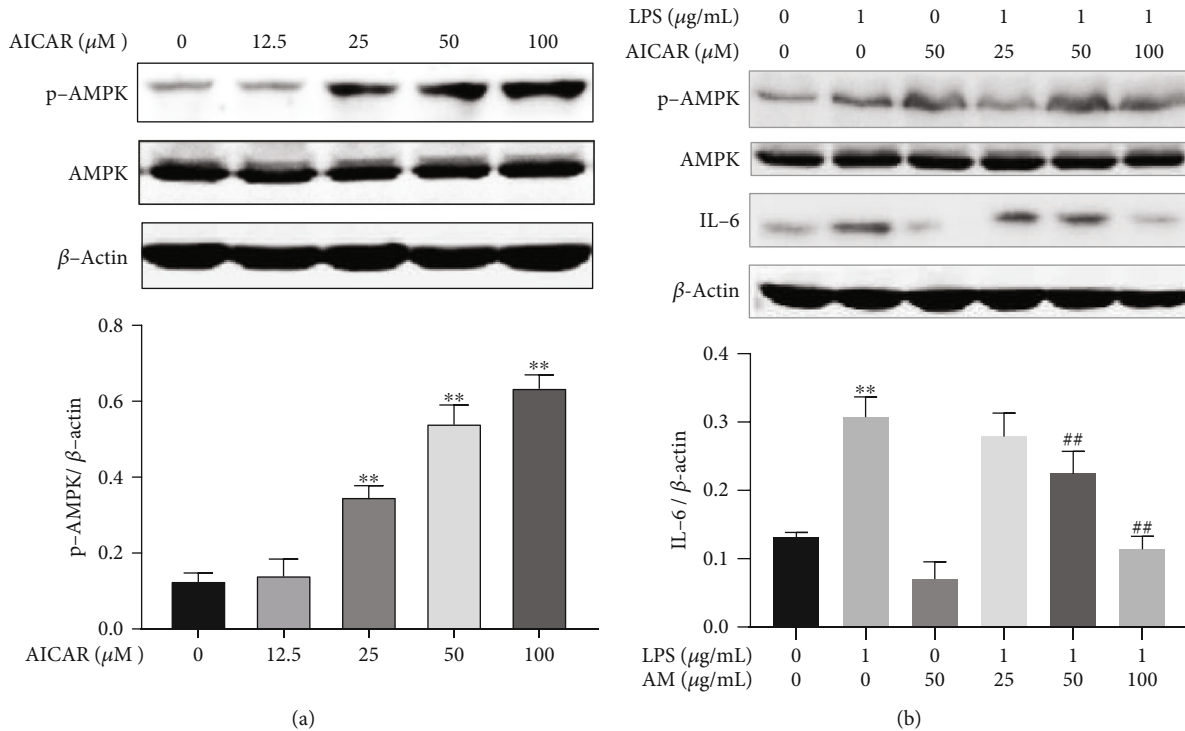 AICAR (μM ) 0 12.5 25 50 100
p–AMPK
AMPK
β–Actin
0.8
0.6
0.4
0.2
0.0
p–AMPK/ β–actin
** ** **
AICAR (μM ) 0 12.5 25 50 100
(a)
LPS (μg/mL) 0 1 0 1 1 1
AICAR (μM) 0 0 50 25 50 100
p–AMPK
AMPK
IL–6
β-Actin
0.4
0.3
0.2
0.1
0.0
IL–6 / β-actin
** ## ##
LPS (μg/mL) 0 1 0 1 1 1
AM (μg/mL) 0 0 50 25 50 100
(b)